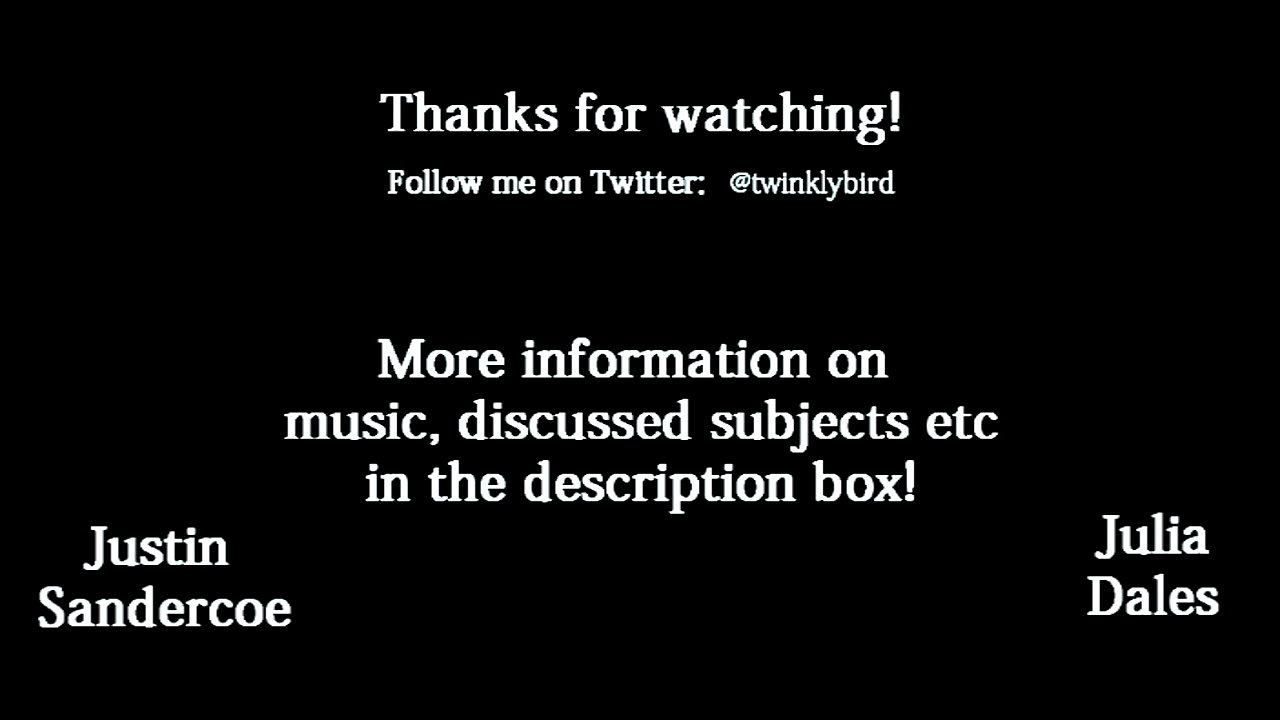 Thanks for watching!
Follow me on Twitter: @twinklybird
More information on
music, discussed subjects etc
in the description box!
Justin
Sandercoe
Julia
Dales